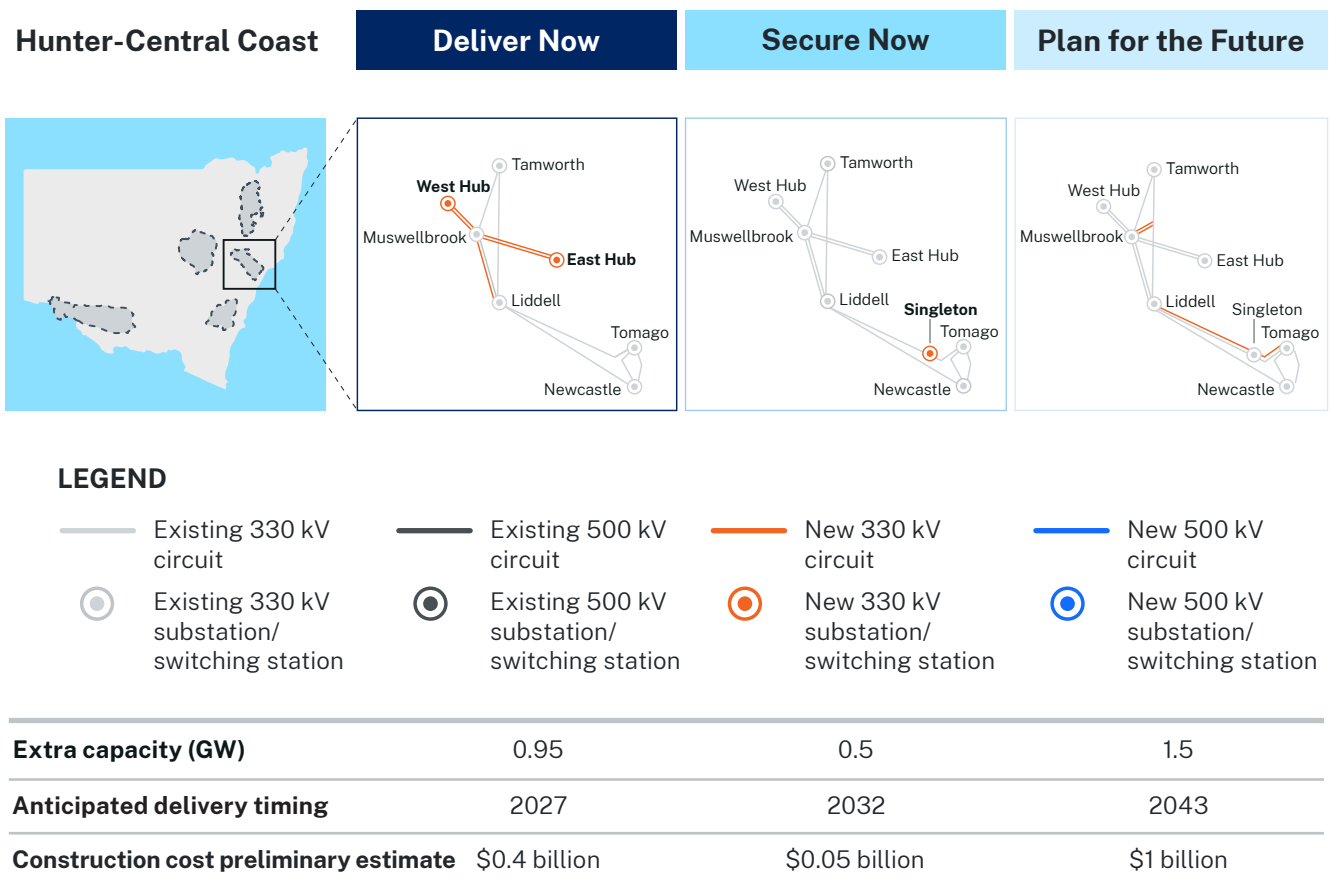 Hunter-Central Coast
Deliver Now
Secure Now
Plan for the Future
Tamworth
West Hub
Muswellbrook
East Hub
Liddell
Tomago
Newcastle
Tamworth
West Hub
Muswellbrook
East Hub
Liddell
Singleton
Tomago
Newcastle
Tamworth
West Hub
Muswellbrook
East Hub
Liddell
Singleton
Tomago
Newcastle
LEGEND
Existing 330 kV
circuit
Existing 500 kV
circuit
New 330 kV
circuit
New 500 kV
circuit
Existing 330 kV
substation/
switching station
Existing 500 kV
substation/
switching station
New 330 kV
substation/
switching station
New 500 kV
substation/
switching station
Extra capacity (GW) 0.95 0.5 1.5
Anticipated delivery timing 2027 2032 2043
Construction cost preliminary estimate $0.4 billion $0.05 billion $1 billion